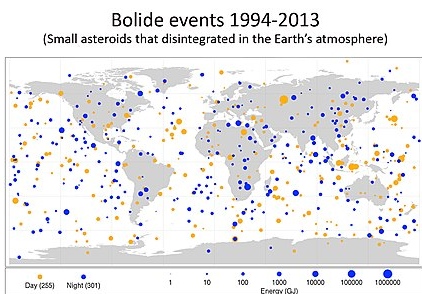 Bolide events 1994-2013
(Small asteroids that disintegrated in the Earth's atmosphere)
Day (255) Night (301) 1 10 100 1000 10000 100000 1000000
Energy (GJ)